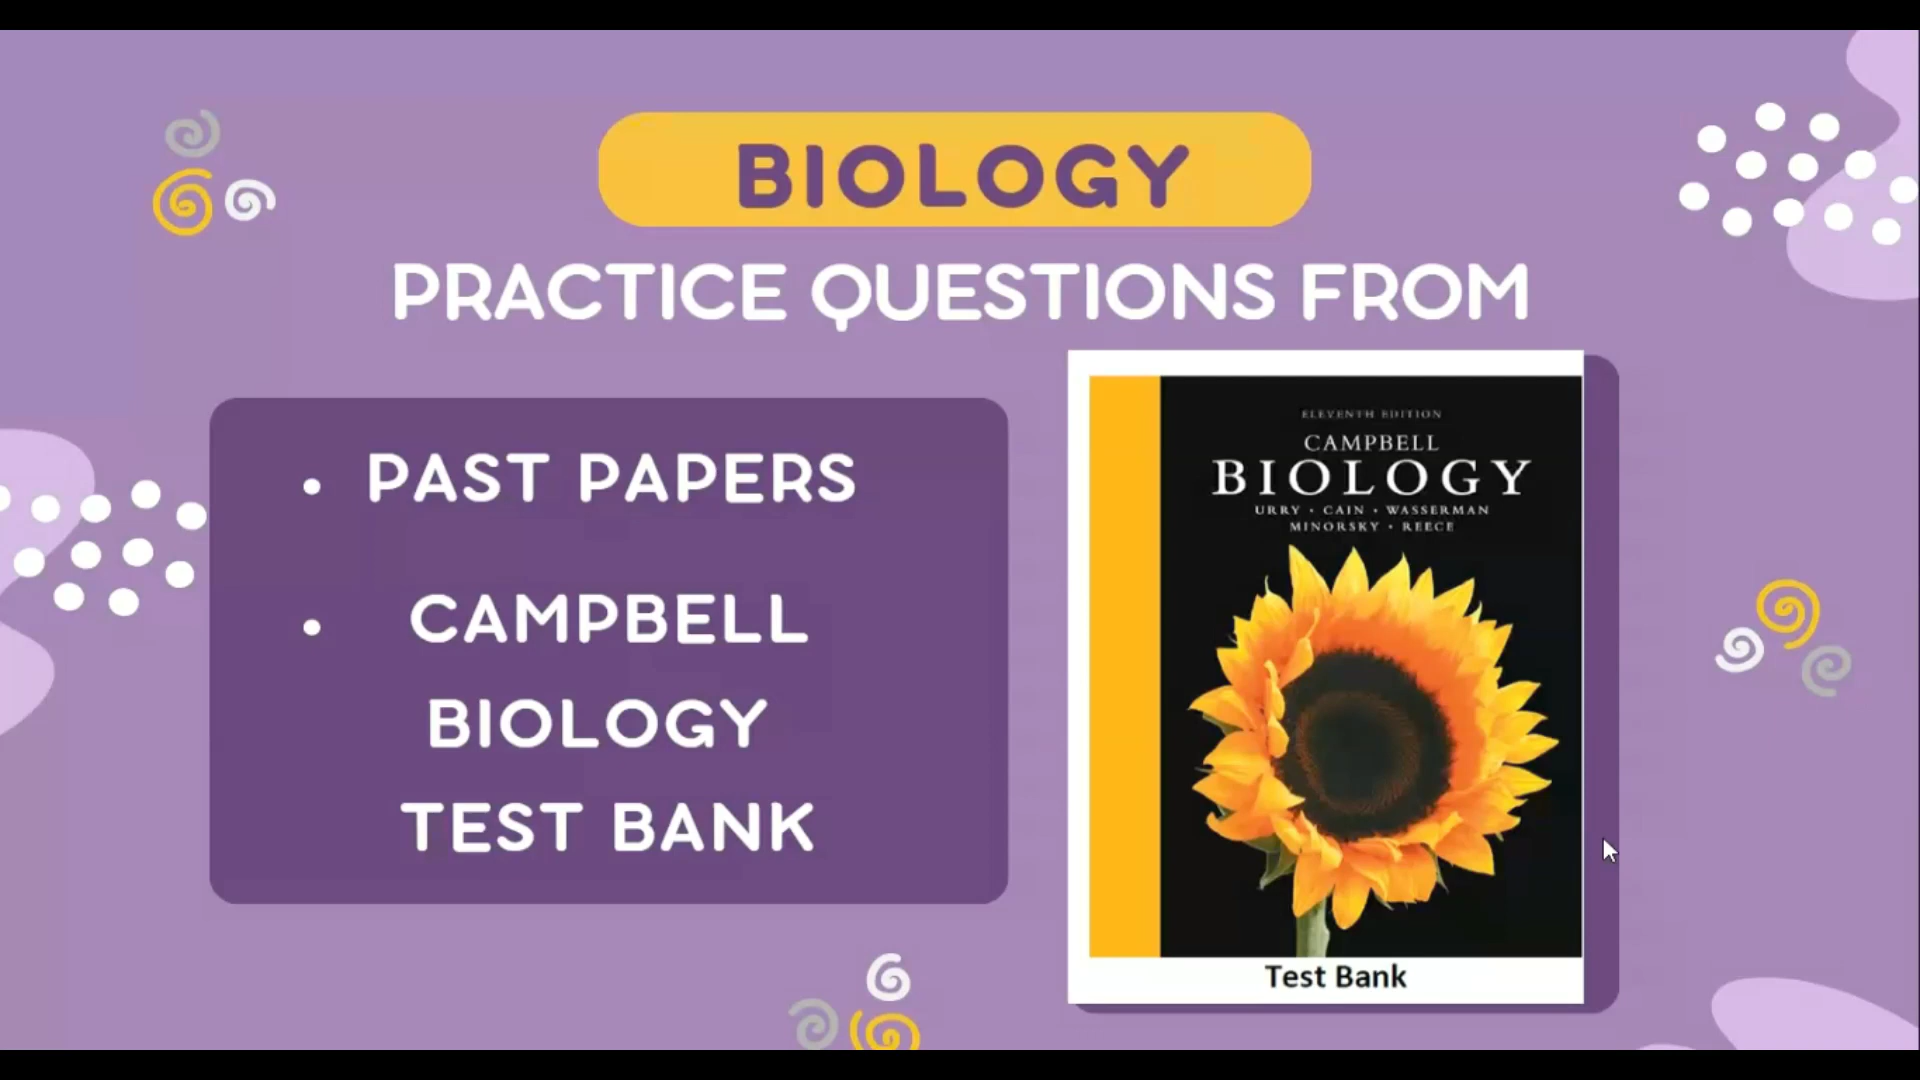 BIOLOGY
PRACTICE QUESTIONS FROM
• PAST PAPERS
• CAMPBELL
BIOLOGY
TEST BANK
ELEVENTH EDITION
CAMPBELL
BIOLOGY
URRY • CAIN • WASSERMAN
MINORSKY • REECE
Test Bank